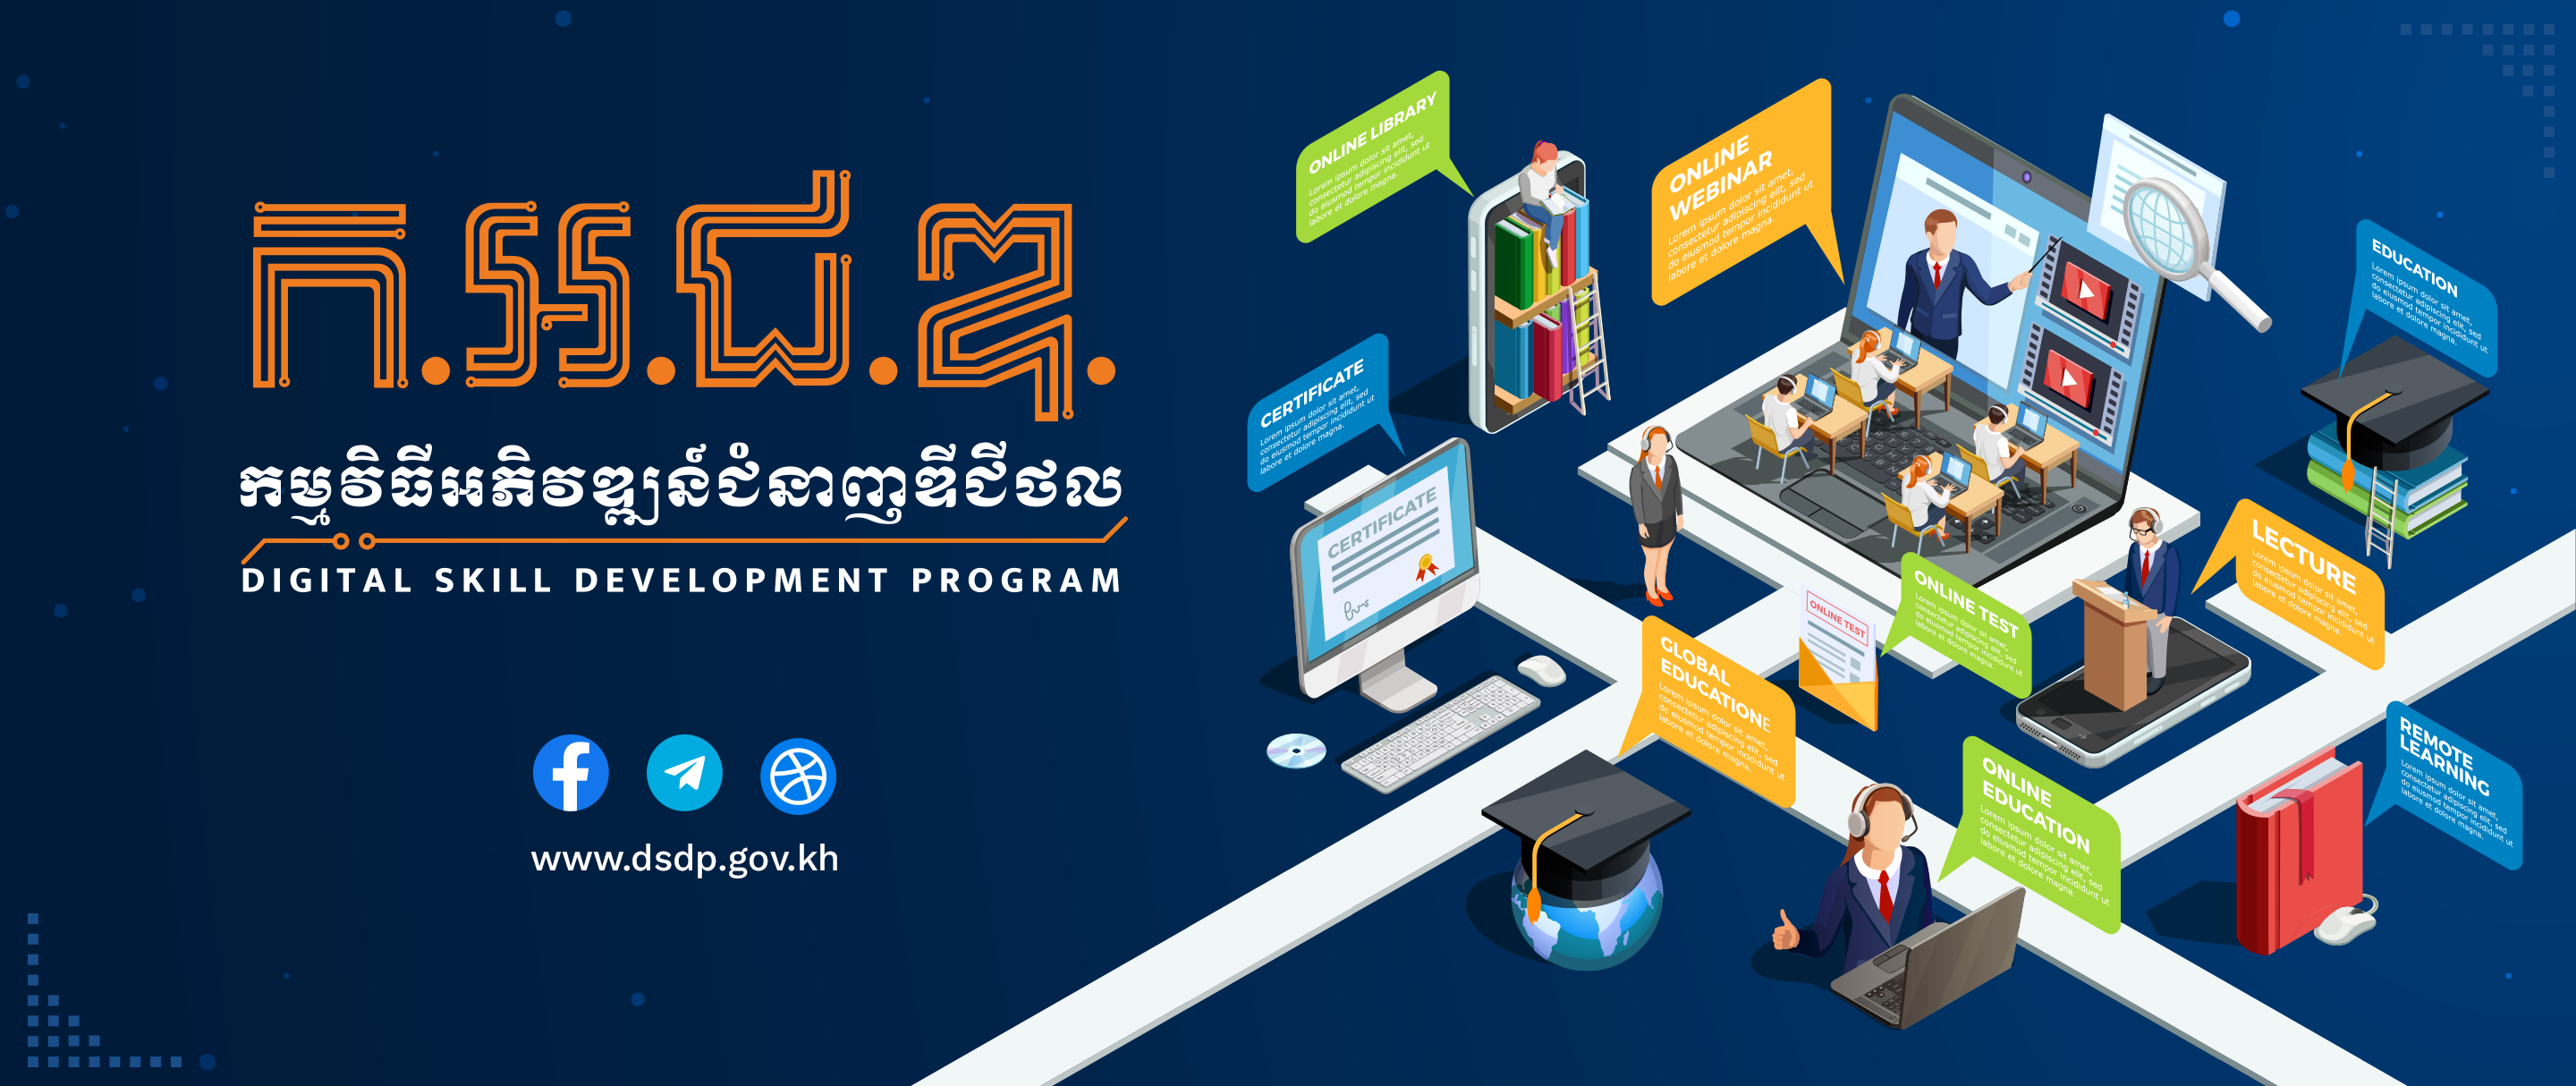 ក.អ.ជ.ឌ.
កម្មវិធីអភិវឌ្ឍន៍ជំនាញឌីជីថល
DIGITAL SKILL DEVELOPMENT PROGRAM
www.dsdp.gov.kh
ONLINE LIBRARY
Lorem ipsum dolor sit amet,
consectetur adipiscing elit, sed
do eiusmod tempor incididunt ut
labore et dolore magna.
ONLINE
WEBINAR
Lorem ipsum dolor sit amet,
consectetur adipiscing elit, sed
do eiusmod tempor incididunt ut
labore et dolore magna.
EDUCATION
Lorem ipsum dolor sit amet,
consectetur adipiscing elit, sed
do eiusmod tempor incididunt ut
labore et dolore magna.
CERTIFICATE
Lorem ipsum dolor sit amet,
consectetur adipiscing elit, sed
do eiusmod tempor incididunt ut
labore et dolore magna.
CERTIFICATE
LECTURE
Lorem ipsum dolor sit amet,
consectetur adipiscing elit, sed
do eiusmod tempor incididunt ut
labore et dolore magna.
ONLINE TEST
ONLINE TEST
Lorem ipsum dolor sit amet,
consectetur adipiscing elit, sed
do eiusmod tempor incididunt ut
labore et dolore magna.
GLOBAL
EDUCATIONE
Lorem ipsum dolor sit amet,
consectetur adipiscing elit, sed
do eiusmod tempor incididunt ut
labore et dolore magna.
ONLINE
EDUCATION
Lorem ipsum dolor sit amet,
consectetur adipiscing elit, sed
do eiusmod tempor incididunt ut
labore et dolore magna.
REMOTE
LEARNING
Lorem ipsum dolor sit amet,
consectetur adipiscing elit, sed
do eiusmod tempor incididunt ut
labore et dolore magna.